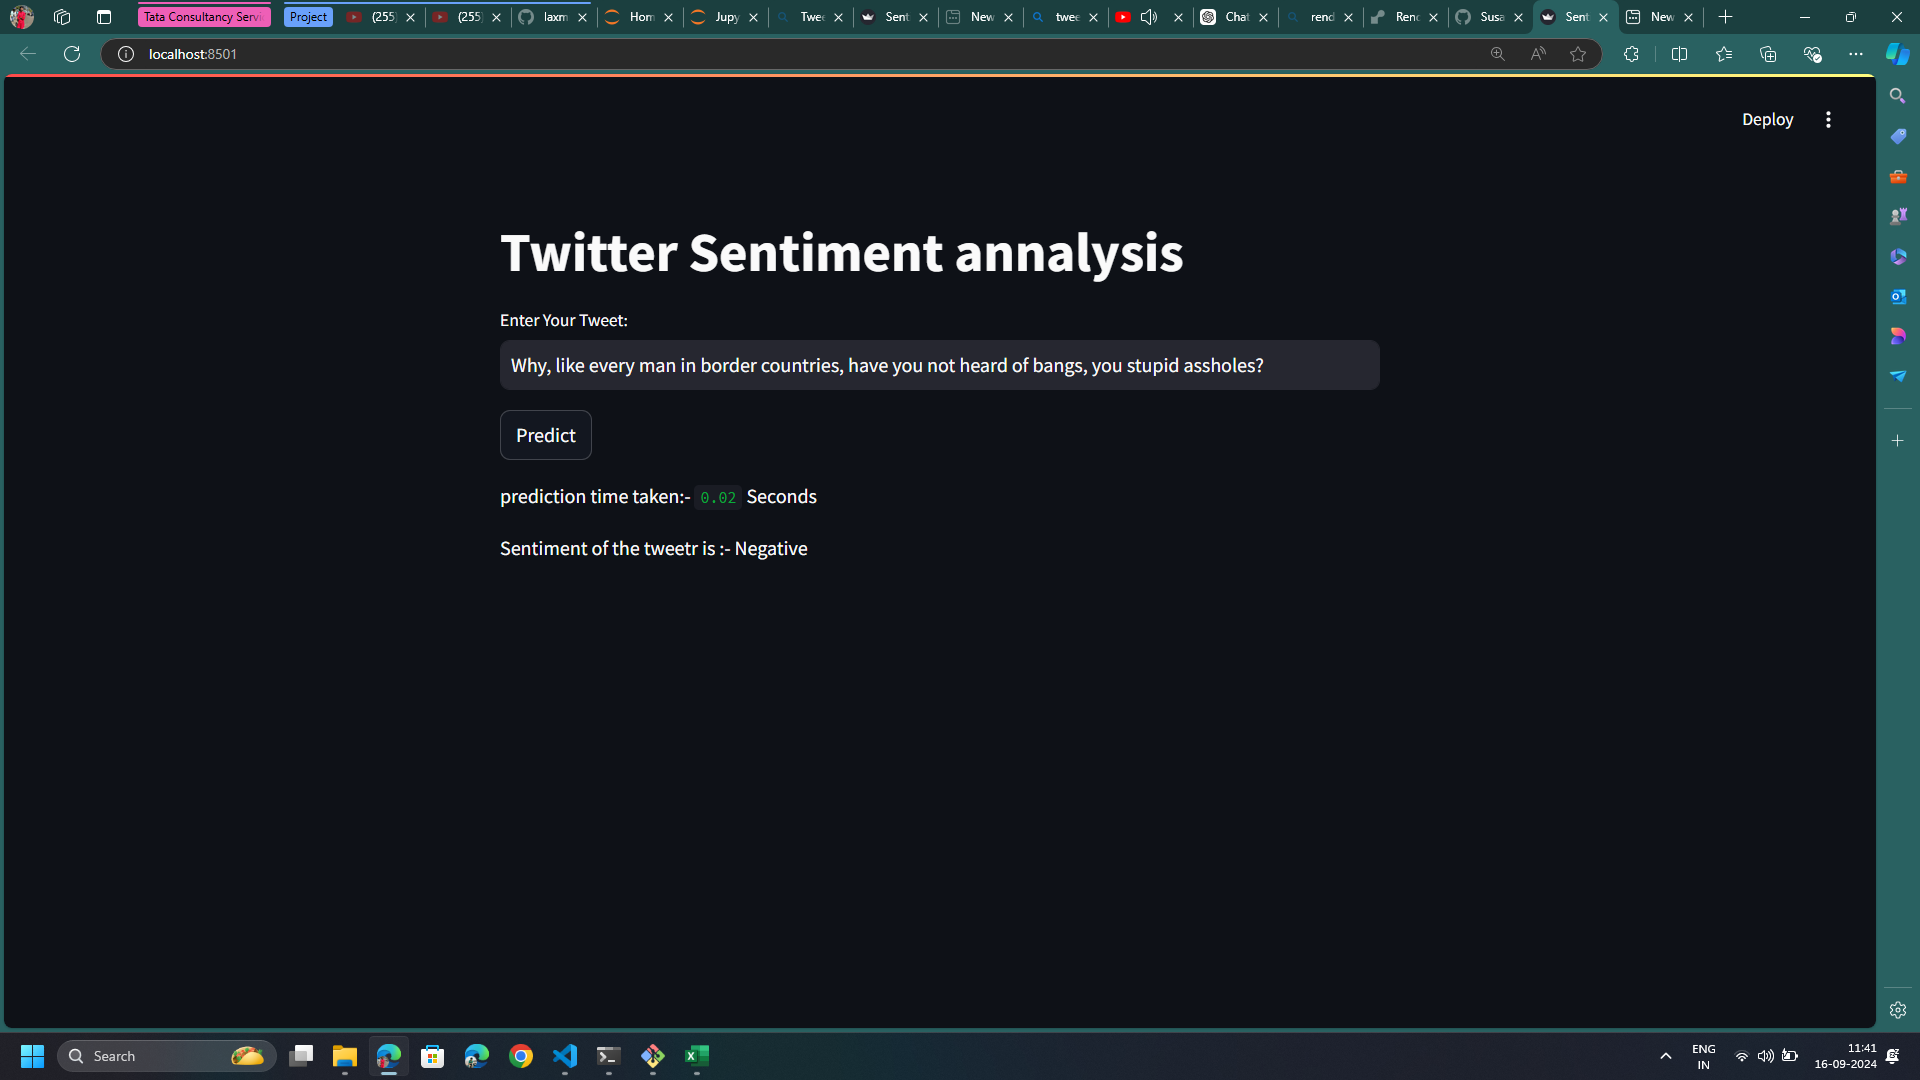 Tata Consultancy Servi
Project
(255)
(255)
laxm
Hom
Jupy
Twee
Sent
New
twee
Chat
rend
Renc
Susa
Sent
New
localhost:8501
Deploy
Twitter Sentiment annalysis
Enter Your Tweet:
Why, like every man in border countries, have you not heard of bangs, you stupid assholes?
Predict
prediction time taken:- 0.02 Seconds
Sentiment of the tweetr is :- Negative
Search
ENG
IN
11:41
16-09-2024